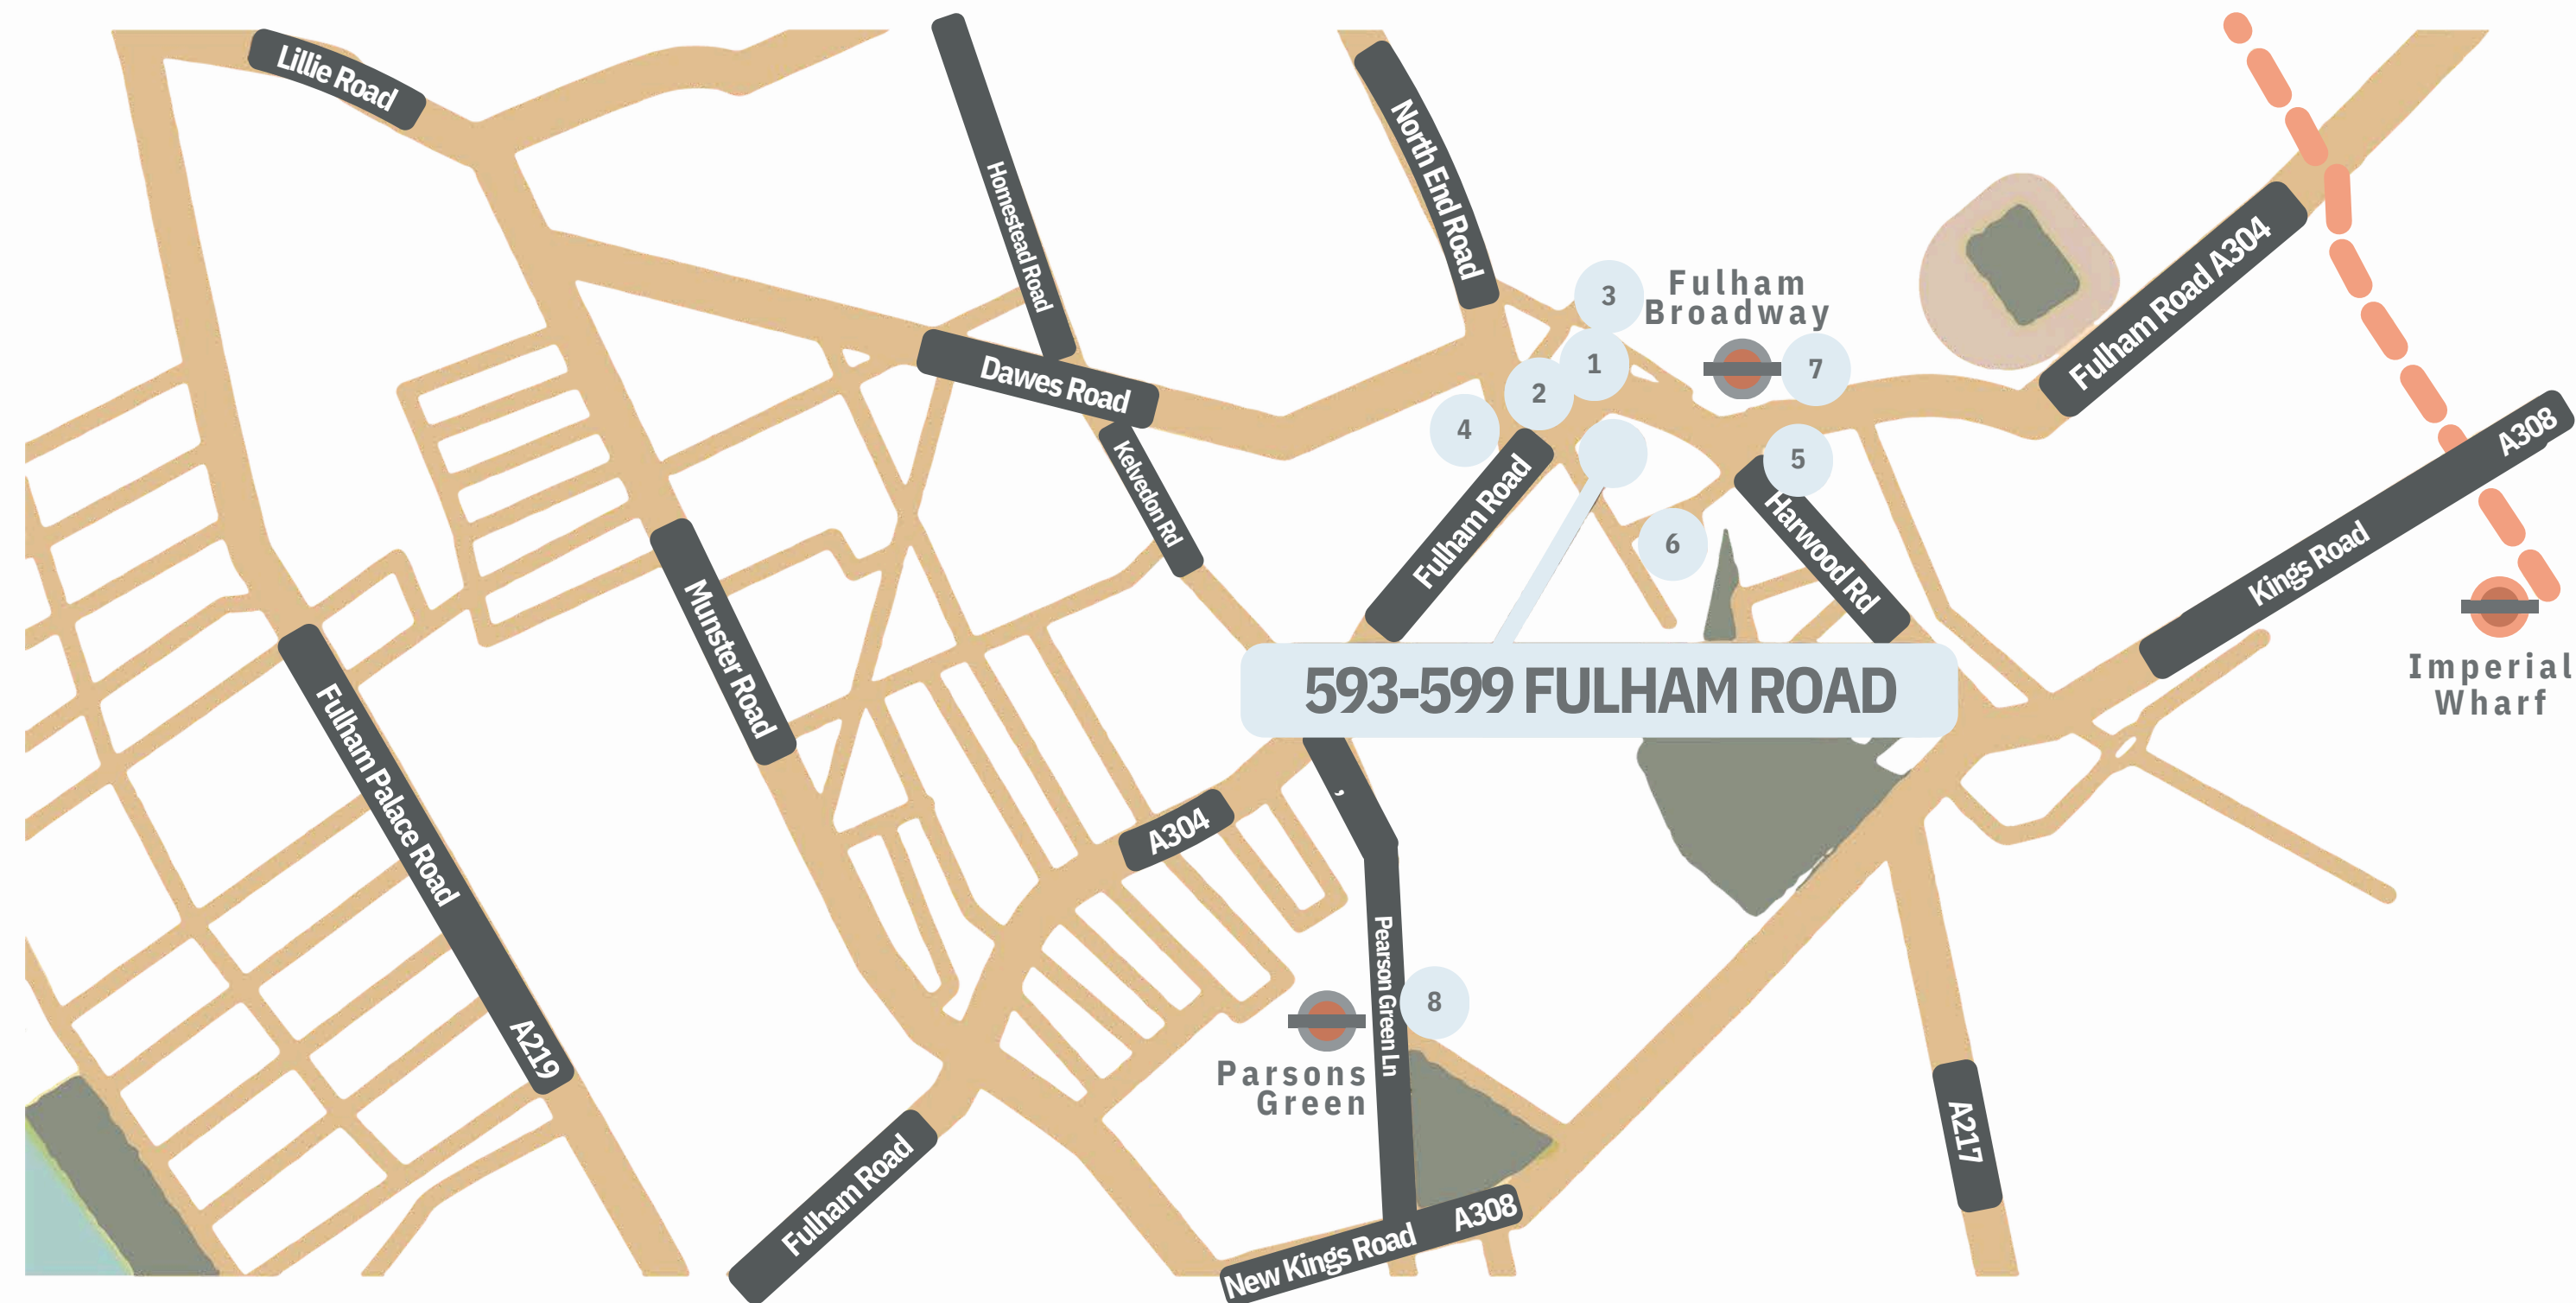 Lillie Road
Homestead Road
North End Road
3
Fulham
Broadway
Fulham Road A304
1
7
2
Dawes Road
4
5
A308
Kings Road
Kelvedon Rd
Fulham Road
6
Harwood Rd
Munster Road
593-599 FULHAM ROAD
Imperial
Wharf
Fulham Palace Road
A219
A304
,
Pearson Green Ln
8
Parsons
Green
A217
Fulham Road
New Kings Road
A308